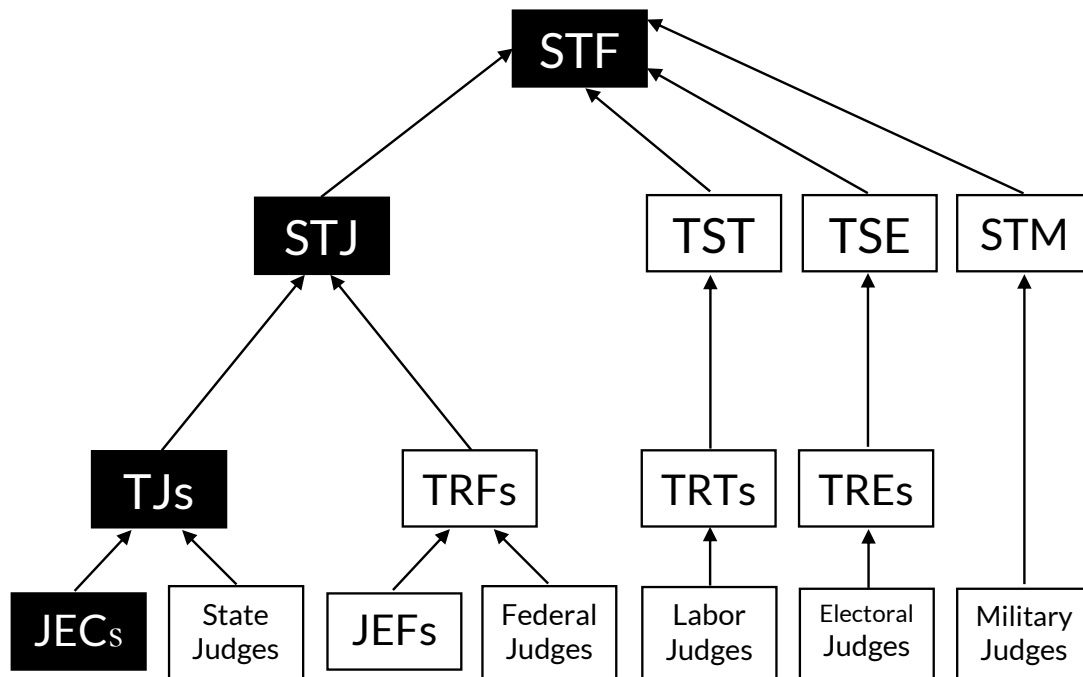 STF
STJ
TST
TSE
STM
TJs
TRFs
TRTs
TREs
JECs
State
Judges
JEFs
Federal
Judges
Labor
Judges
Electoral
Judges
Military
Judges